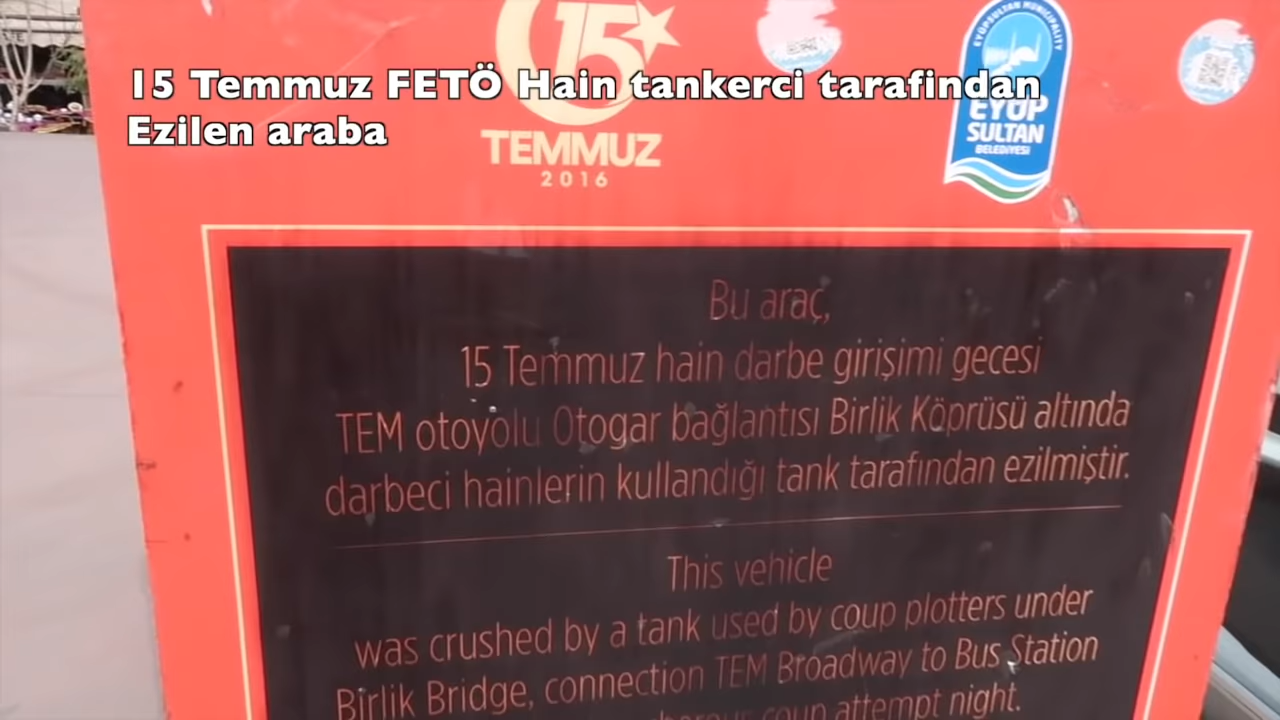 15 Temmuz FETÖ Hain tankerci tarafindan
Ezilen araba
15
TEMMUZ
2016
EYÜPSULTAN MUNICIPALITY
EYÜP
SULTAN
BELEDİYESİ
Bu araç,
15 Temmuz hain darbe girişimi gecesi
TEM otoyolu Otogar bağlantısı Birlik Köprüsü altında
darbeci hainlerin kullandığı tank tarafından ezilmiştir.
This vehicle
was crushed by a tank used by coup plotters under
Birlik Bridge, connection TEM Broadway to Bus Station
coup attempt night.